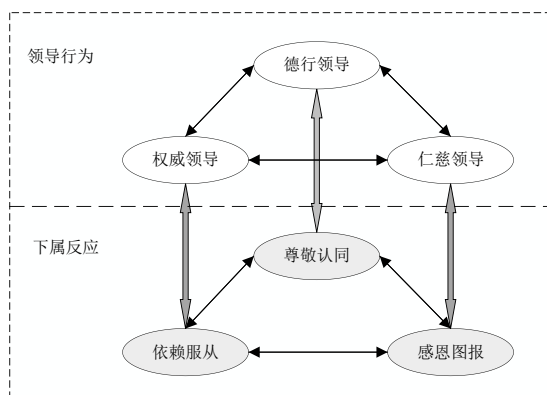 领导行为
德行领导
权威领导
仁慈领导
下属反应
尊敬认同
依赖服从
感恩图报